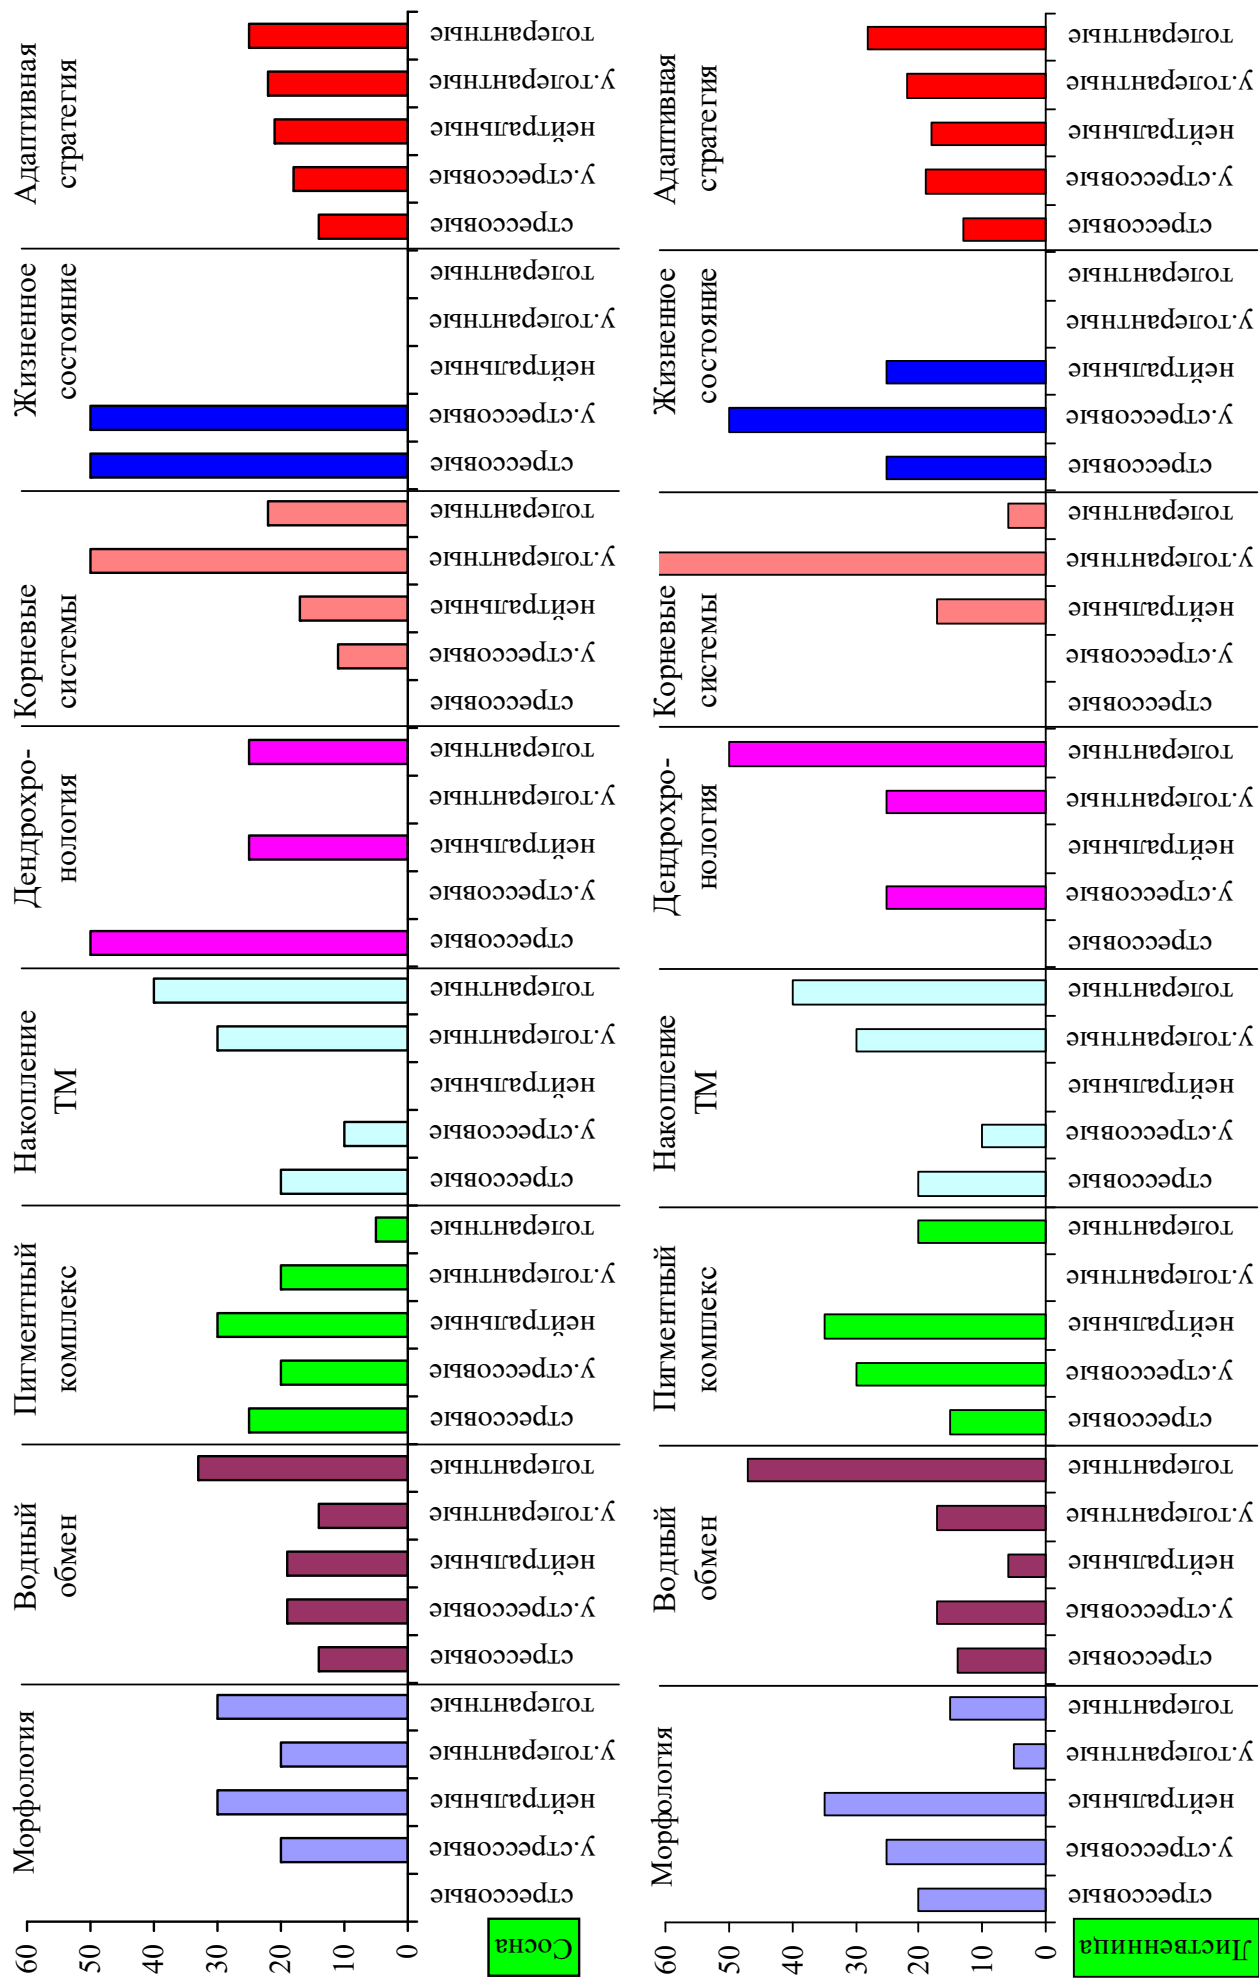 Морфология
Водный
обмен
Пигментный
комплекс
Накопление
ТМ
Дендрохро-
нология
Корневые
системы
Жизненное
состояние
Адаптивная
стратегия
60
50
40
30
20
10
0
стрессовые
у.стрессовые
нейтральные
у.толерантные
толерантные
стрессовые
у.стрессовые
нейтральные
у.толерантные
толерантные
стрессовые
у.стрессовые
нейтральные
у.толерантные
толерантные
стрессовые
у.стрессовые
нейтральные
у.толерантные
толерантные
стрессовые
у.стрессовые
нейтральные
у.толерантные
толерантные
стрессовые
у.стрессовые
нейтральные
у.толерантные
толерантные
стрессовые
у.стрессовые
нейтральные
у.толерантные
толерантные
стрессовые
у.стрессовые
нейтральные
у.толерантные
толерантные
Сосна
Морфология
Водный
обмен
Пигментный
комплекс
Накопление
ТМ
Дендрохро-
нология
Корневые
системы
Жизненное
состояние
Адаптивная
стратегия
60
50
40
30
20
10
0
стрессовые
у.стрессовые
нейтральные
у.толерантные
толерантные
стрессовые
у.стрессовые
нейтральные
у.толерантные
толерантные
стрессовые
у.стрессовые
нейтральные
у.толерантные
толерантные
стрессовые
у.стрессовые
нейтральные
у.толерантные
толерантные
стрессовые
у.стрессовые
нейтральные
у.толерантные
толерантные
стрессовые
у.стрессовые
нейтральные
у.толерантные
толерантные
стрессовые
у.стрессовые
нейтральные
у.толерантные
толерантные
стрессовые
у.стрессовые
нейтральные
у.толерантные
толерантные
Лиственница